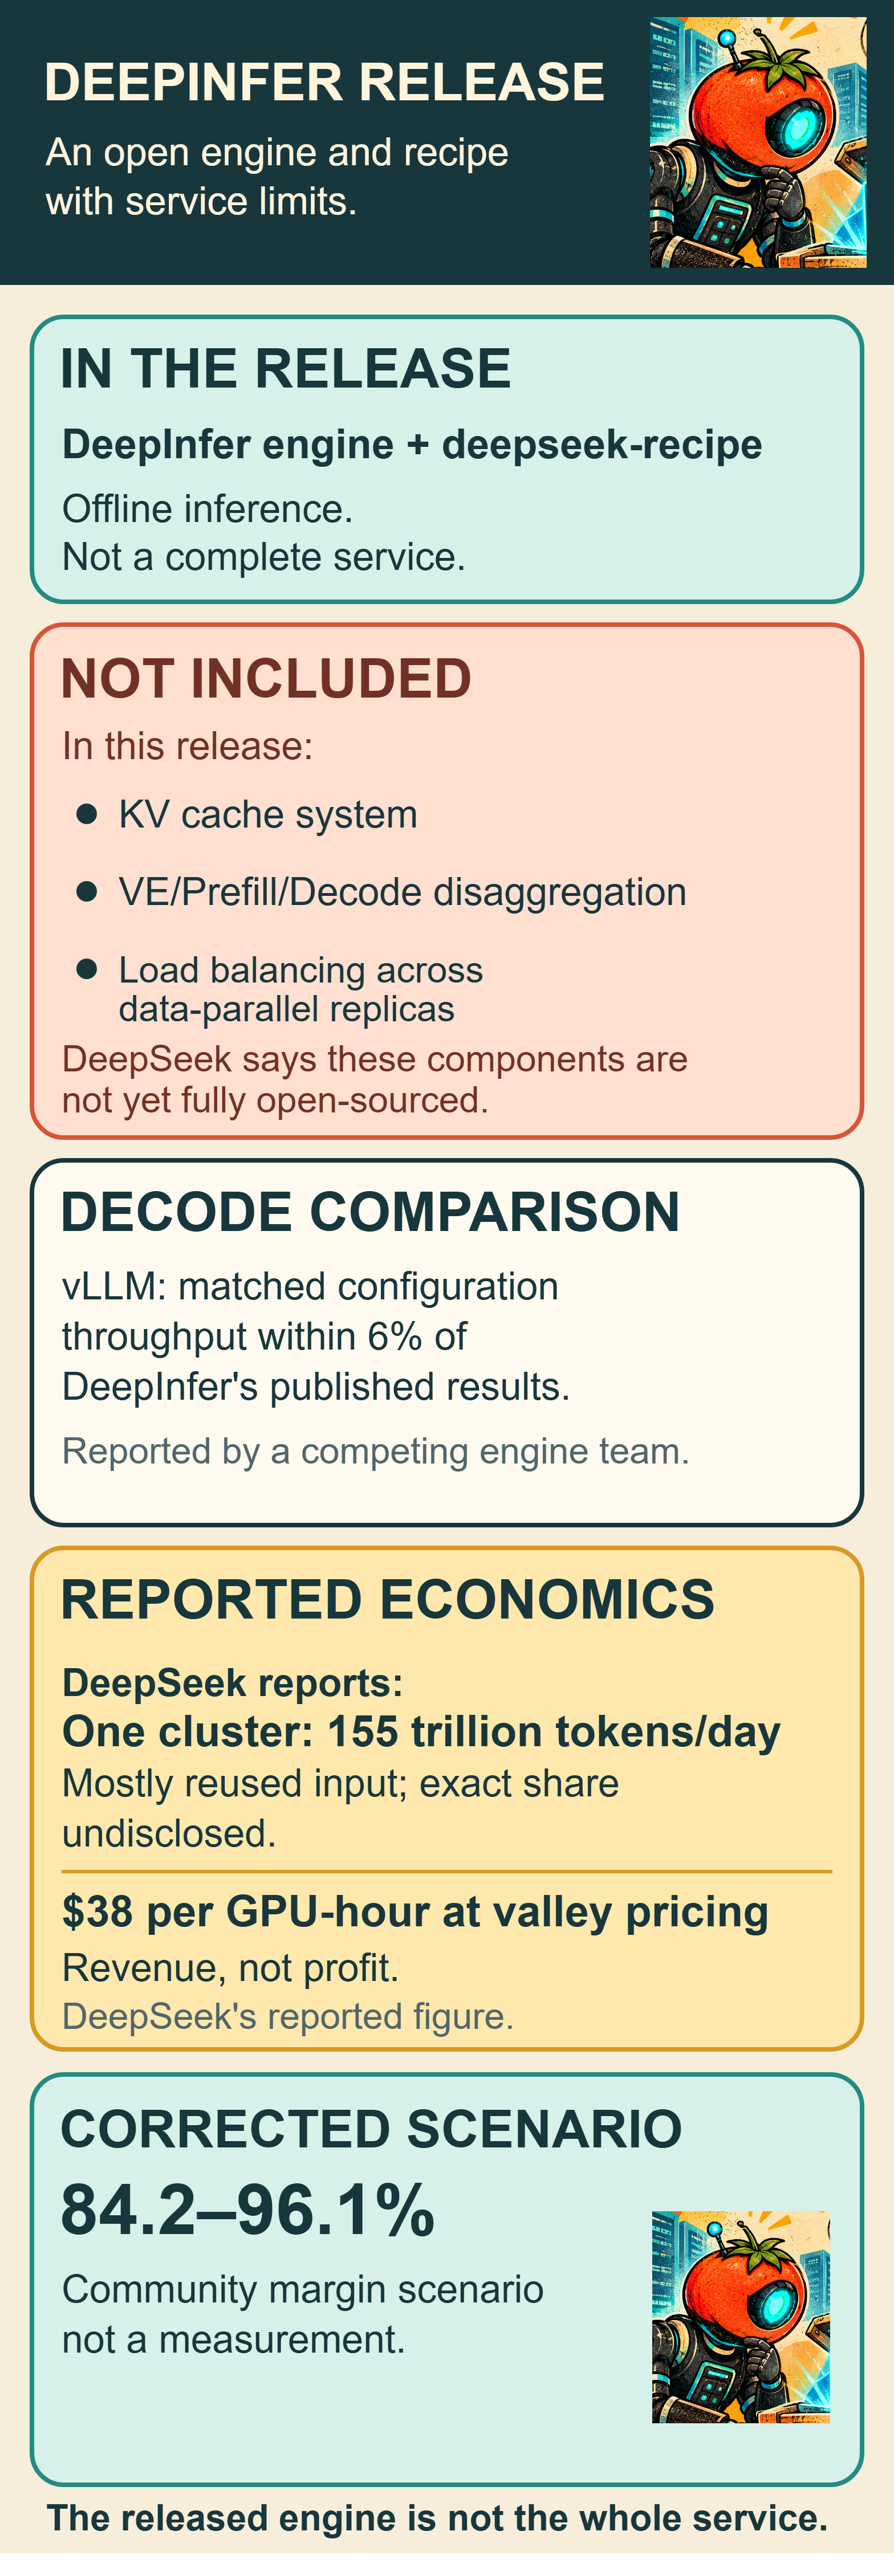 DEEPINFER RELEASE
An open engine and recipe
with service limits.
IN THE RELEASE
DeepInfer engine + deepseek-recipe
Offline inference.
Not a complete service.
NOT INCLUDED
In this release:
● KV cache system
● VE/Prefill/Decode disaggregation
● Load balancing across
data-parallel replicas
DeepSeek says these components are
not yet fully open-sourced.
DECODE COMPARISON
vLLM: matched configuration
throughput within 6% of
DeepInfer's published results.
Reported by a competing engine team.
REPORTED ECONOMICS
DeepSeek reports:
One cluster: 155 trillion tokens/day
Mostly reused input; exact share
undisclosed.
$38 per GPU-hour at valley pricing
Revenue, not profit.
DeepSeek's reported figure.
CORRECTED SCENARIO
84.2–96.1%
Community margin scenario
not a measurement.
The released engine is not the whole service.